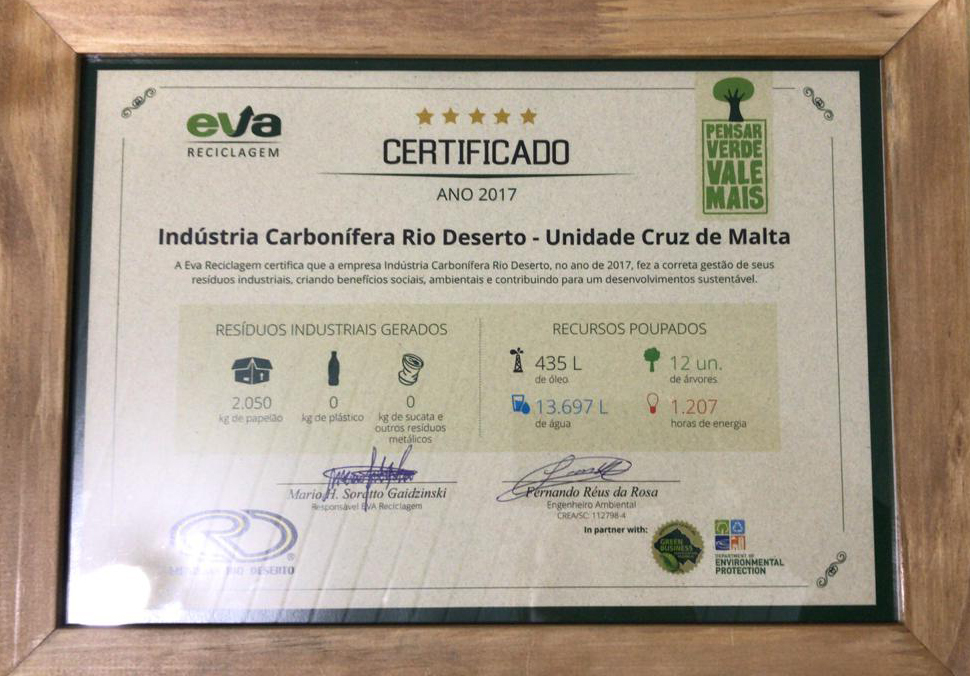 eva
RECICLAGEM
CERTIFICADO
ANO 2017
PENSAR
VERDE
VALE
MAIS
Indústria Carbonífera Rio Deserto - Unidade Cruz de Malta
A Eva Reciclagem certifica que a empresa Indústria Carbonífera Rio Deserto, no ano de 2017, fez a correta gestão de seus
resíduos industriais, criando benefícios sociais, ambientais e contribuindo para um desenvolvimentos sustentável.
RESÍDUOS INDUSTRIAIS GERADOS
2.050
kg de papelão
0
kg de plástico
0
kg de sucata e
outros resíduos
metálicos
RECURSOS POUPADOS
435 L
de óleo
12 un.
de árvores
13.697 L
de água
1.207
horas de energia
Mario H. Soratto Gaidzinski
Responsável EVA Reciclagem
Fernando Réus da Rosa
Engenheiro Ambiental
CREA/SC: 112798-4
RD
®
RIO DESERTO
In partner with:
GREEN
BUSINESS
DEPARTMENT OF
ENVIRONMENTAL
PROTECTION